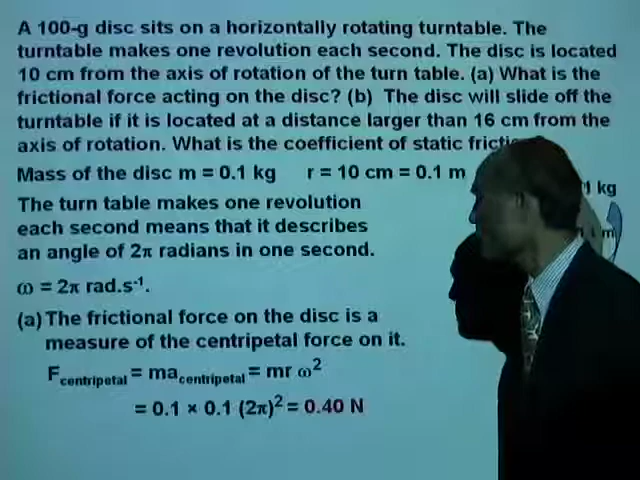 A 100-g disc sits on a horizontally rotating turntable. The
turntable makes one revolution each second. The disc is located
10 cm from the axis of rotation of the turn table. (a) What is the
frictional force acting on the disc? (b) The disc will slide off the
turntable if it is located at a distance larger than 16 cm from the
axis of rotation. What is the coefficient of static
Mass of the disc m = 0.1 kg r = 10 cm = 0.1 m
kg
The turn table makes one revolution
each second means that it describes
m
an angle of 2π radians in one second.
ω = 2π rad.s⁻¹.
(a) The frictional force on the disc is a
measure of the centripetal force on it.
F centripetal = ma centripetal = mr ω²
= 0.1 × 0.1 (2π)² = 0.40 N